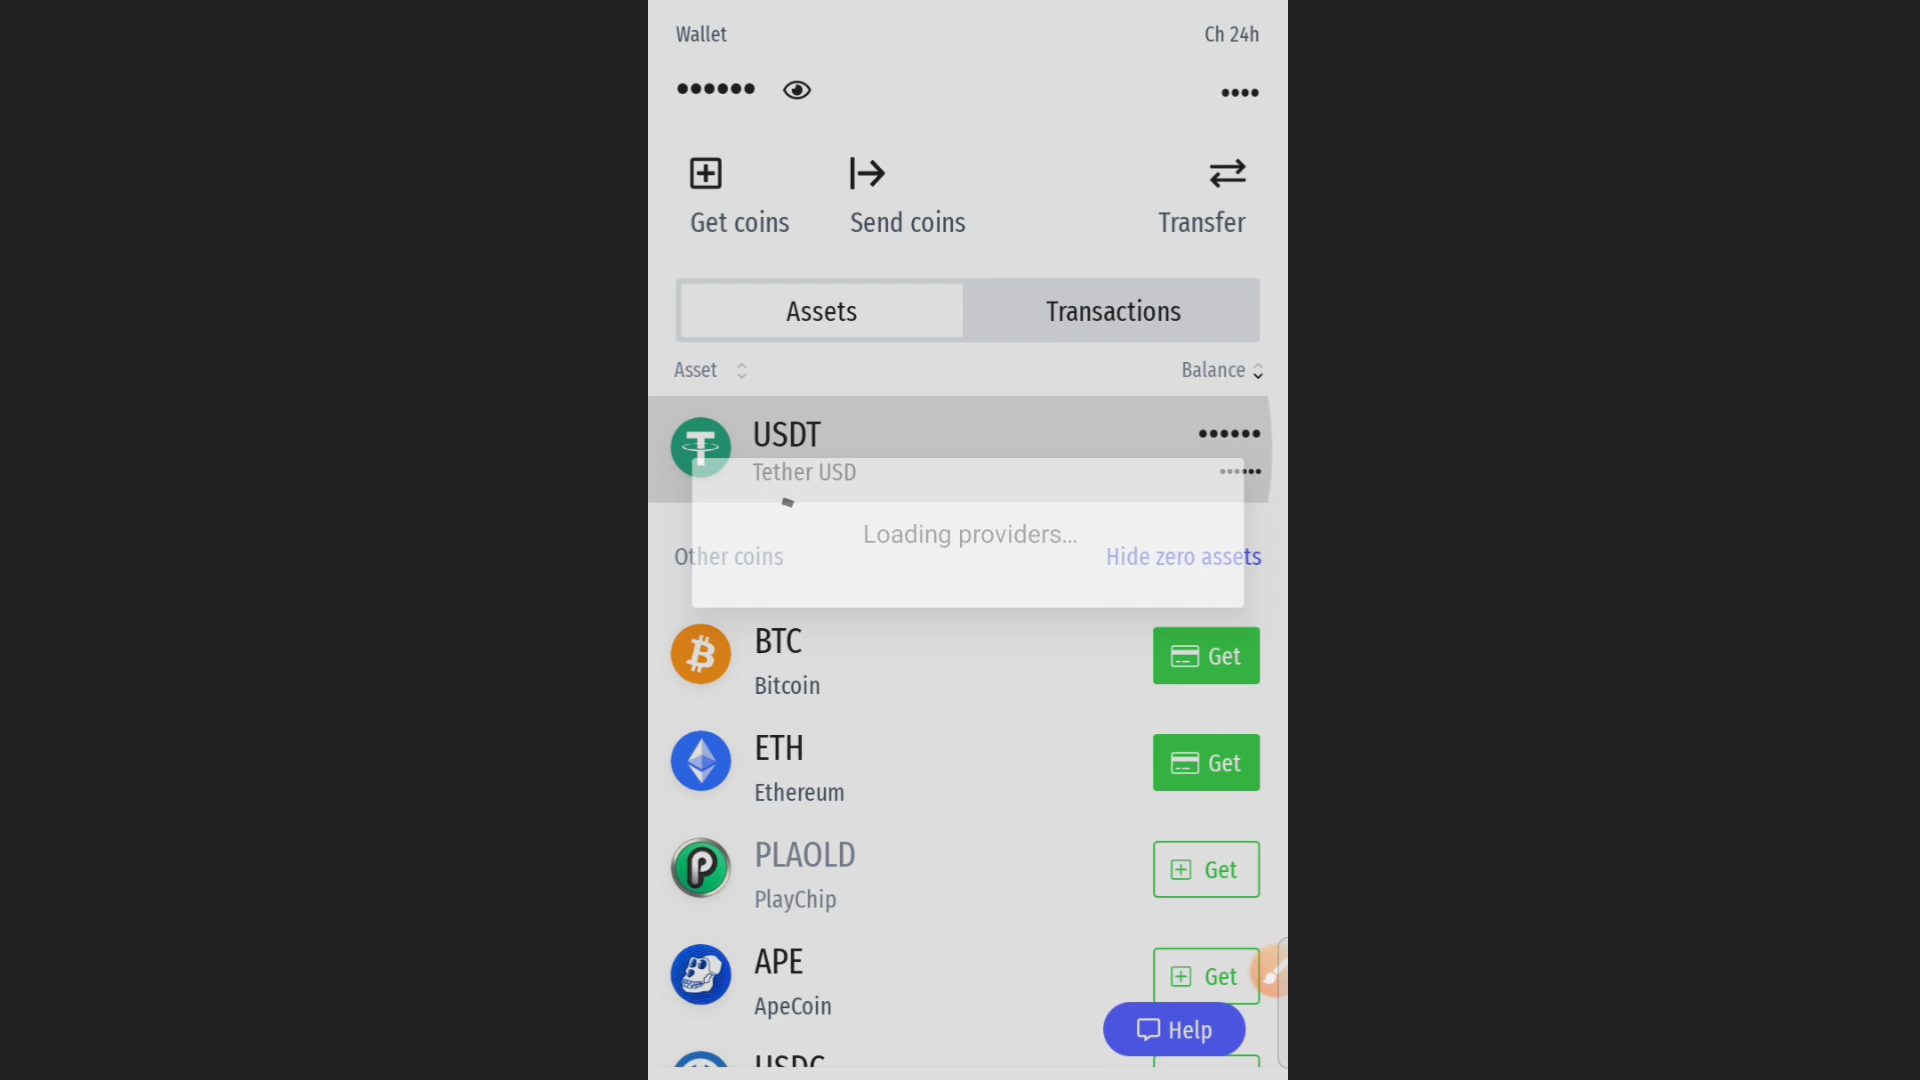 Wallet
Ch 24h
••••••
••••
Get coins
Send coins
Transfer
Assets
Transactions
Asset
Balance
USDT
••••••
Tether USD
••••••
Loading providers...
Other coins
Hide zero assets
BTC
Bitcoin
Get
ETH
Ethereum
Get
PLAOLD
PlayChip
Get
APE
ApeCoin
Get
Help
USDC